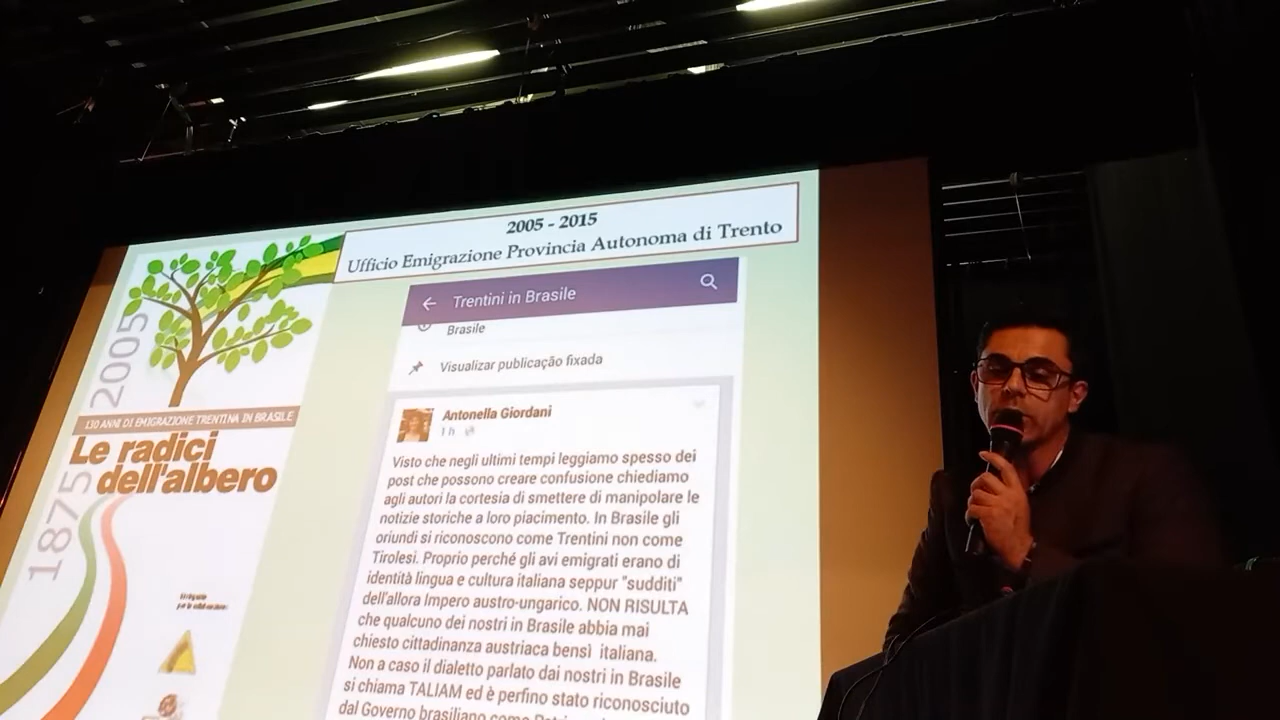 2005 - 2015
Ufficio Emigrazione Provincia Autonoma di Trento
2005
130 ANNI DI EMIGRAZIONE TRENTINA IN BRASILE
Le radici
dell'albero
1875
Trentini in Brasile
Brasile
Visualizar publicação fixada
Antonella Giordani
1 h
Visto che negli ultimi tempi leggiamo spesso dei
post che possono creare confusione chiediamo
agli autori la cortesia di smettere di manipolare le
notizie storiche a loro piacimento. In Brasile gli
oriundi si riconoscono come Trentini non come
Tirolesi. Proprio perché gli avi emigrati erano di
identità lingua e cultura italiana seppur "sudditi"
dell'allora Impero austro-ungarico. NON RISULTA
che qualcuno dei nostri in Brasile abbia mai
chiesto cittadinanza austriaca bensì italiana.
Non a caso il dialetto parlato dai nostri in Brasile
si chiama TALIAM ed è perfino stato riconosciuto
dal Governo brasiliano come